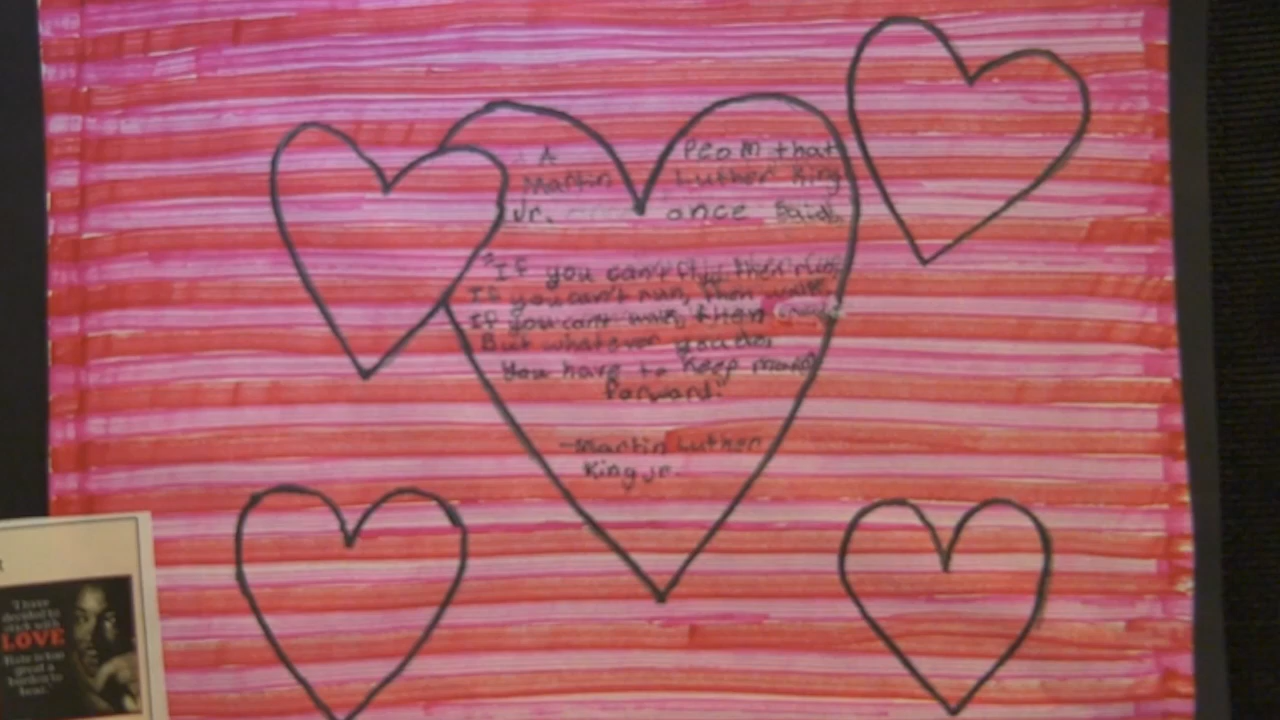 A Peom that
Martin Luther King
Jr. once Said,
"If you can't fly, then run,
If you can't run, then walk,
If you can't walk, then crawl,
But whatever you do,
You have to keep moving
forward."
-Martin Luther
King jr.
"I have
decided to
stick with
LOVE
Hate is too
great a
burden to
bear."